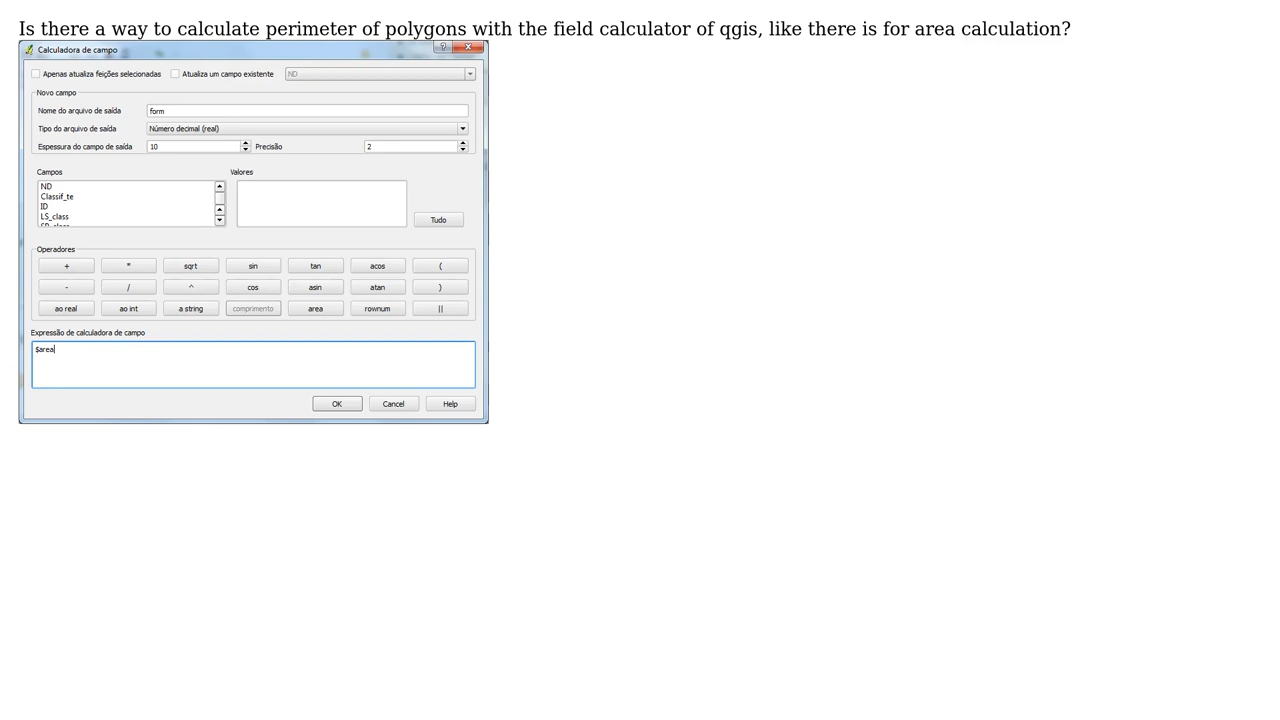 Is there a way to calculate perimeter of polygons with the field calculator of qgis, like there is for area calculation?
Calculadora de campo
Apenas atualiza feições selecionadas Atualiza um campo existente ND
Novo campo
Nome do arquivo de saída form
Tipo do arquivo de saída Número decimal (real)
Espessura do campo de saída 10 Precisão 2
Campos Valores
ND
Classif_te
ID
LS_class
Tudo
Operadores
+ * sqrt sin tan acos (
- / ^ cos asin atan )
ao real ao int a string comprimento area rownum ||
Expressão de calculadora de campo
$area
OK Cancel Help